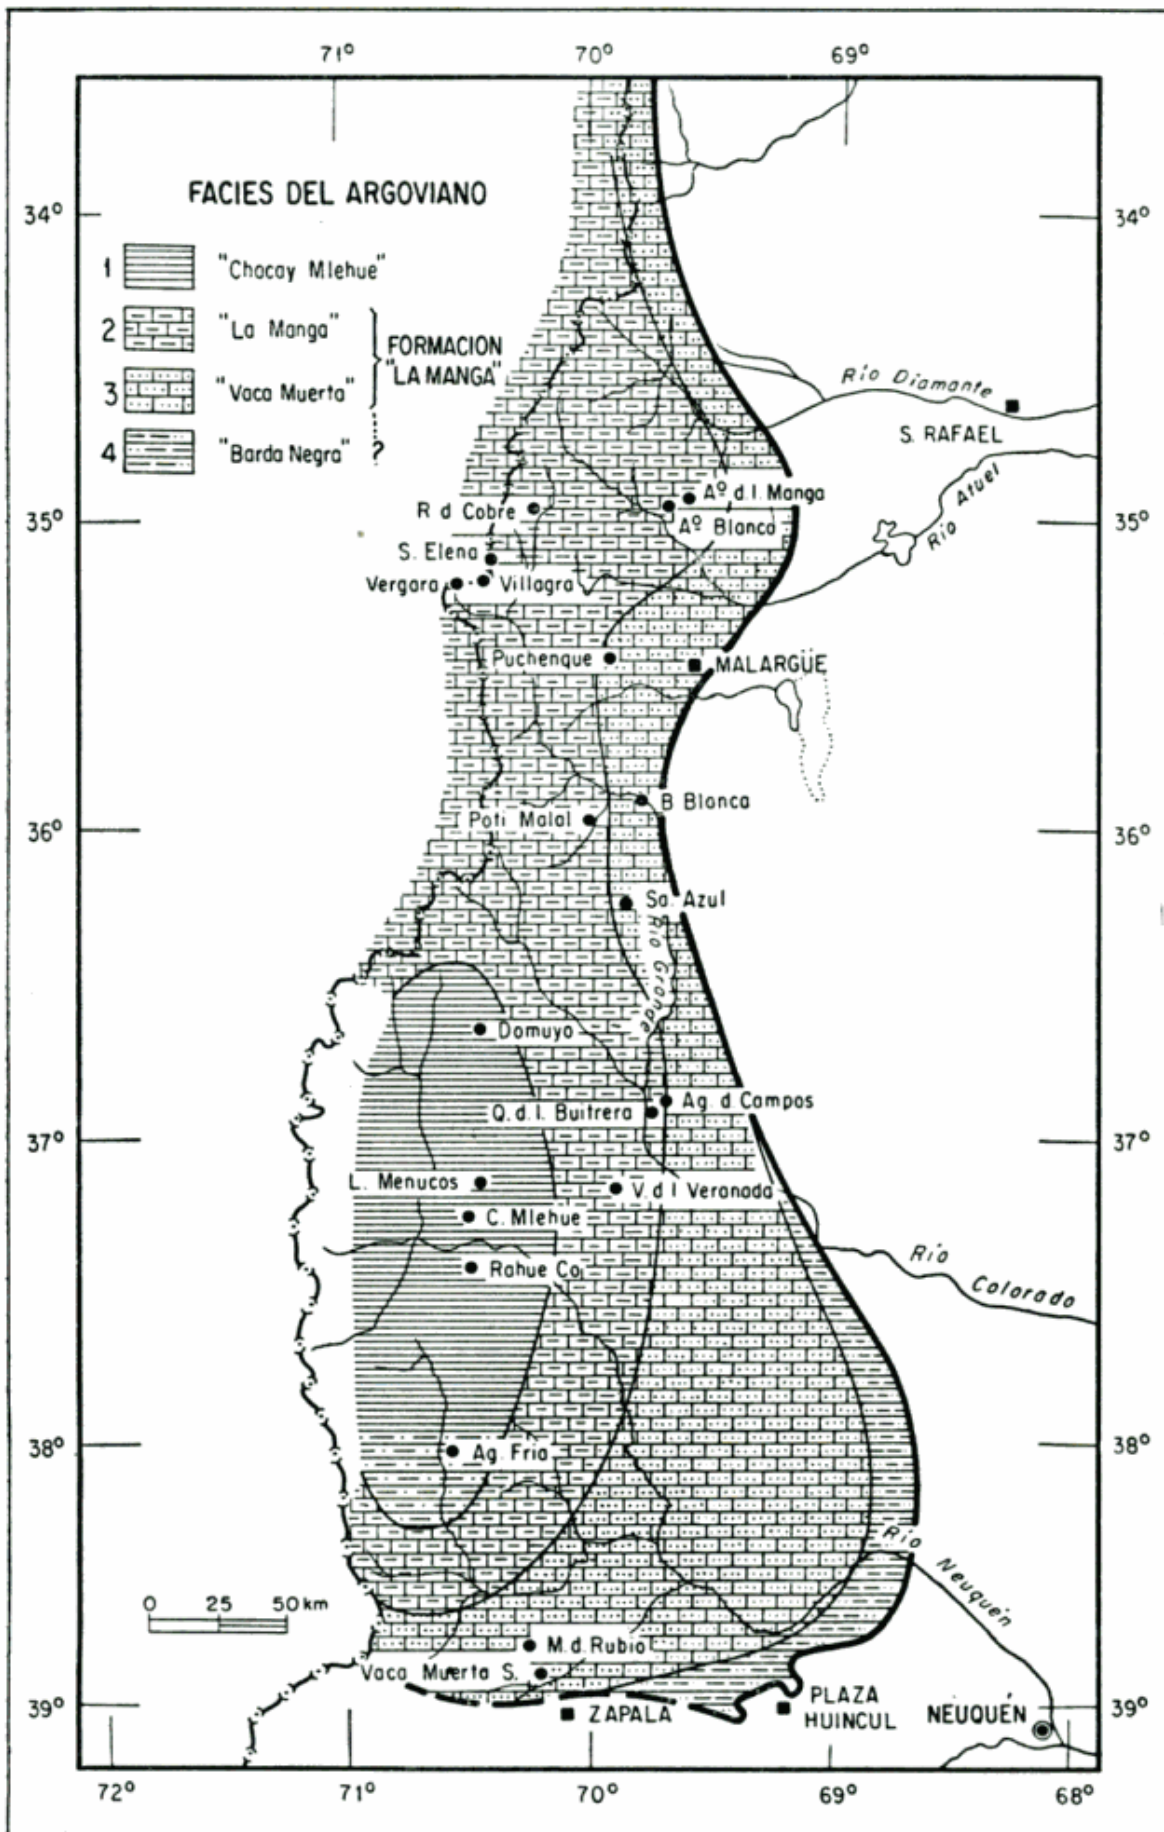 71° 70° 69°
FACIES DEL ARGOVIANO
34° 34°
1 "Chocay Mlehue"
2 "La Manga"
3 "Vaca Muerta"
FORMACION
"LA MANGA"
4 "Barda Negra" ?
Río Diamante
S. RAFAEL
Río Atuel
Aº d.l. Manga
R d Cobre
Aº Blanco
35° 35°
S. Elena
Vergara Villagra
Puchenque MALARGÜE
B Blanca
Poti Malal
36° 36°
Sa. Azul
Río Grande
Domuyo
Ag. d Campos
Q.d.l. Buitrera
37° 37°
L. Menucos V. d l Veranada
C. Mlehue
Rahue Co.
Río Colorado
38° 38°
Ag. Fria
Río Neuquén
0 25 50 km
M.d. Rubio
Vaca Muerta S.
39° ZAPALA PLAZA
HUINCUL NEUQUÉN 39°
72° 71° 70° 69° 68°